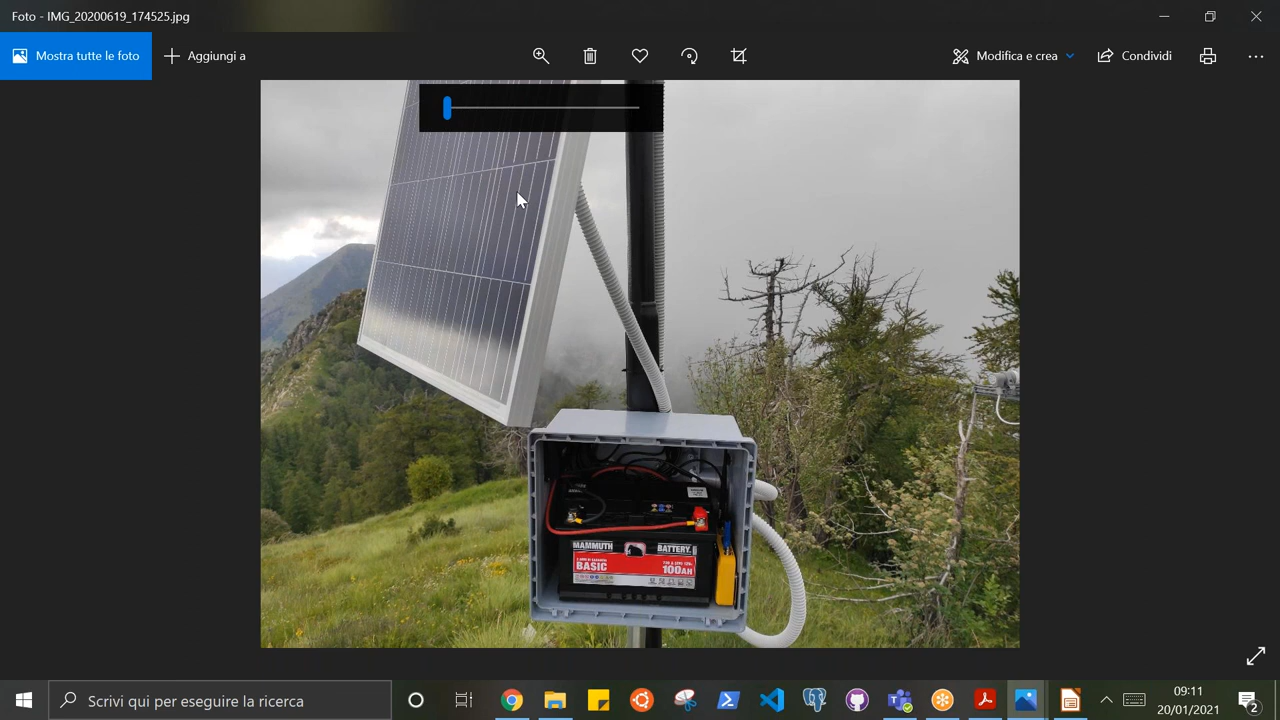 Foto - IMG_20200619_174525.jpg
Mostra tutte le foto
Aggiungi a
Modifica e crea
Condividi
MAMMUTH BATTERY
BASIC
100AH
Scrivi qui per eseguire la ricerca
09:11
20/01/2021
2